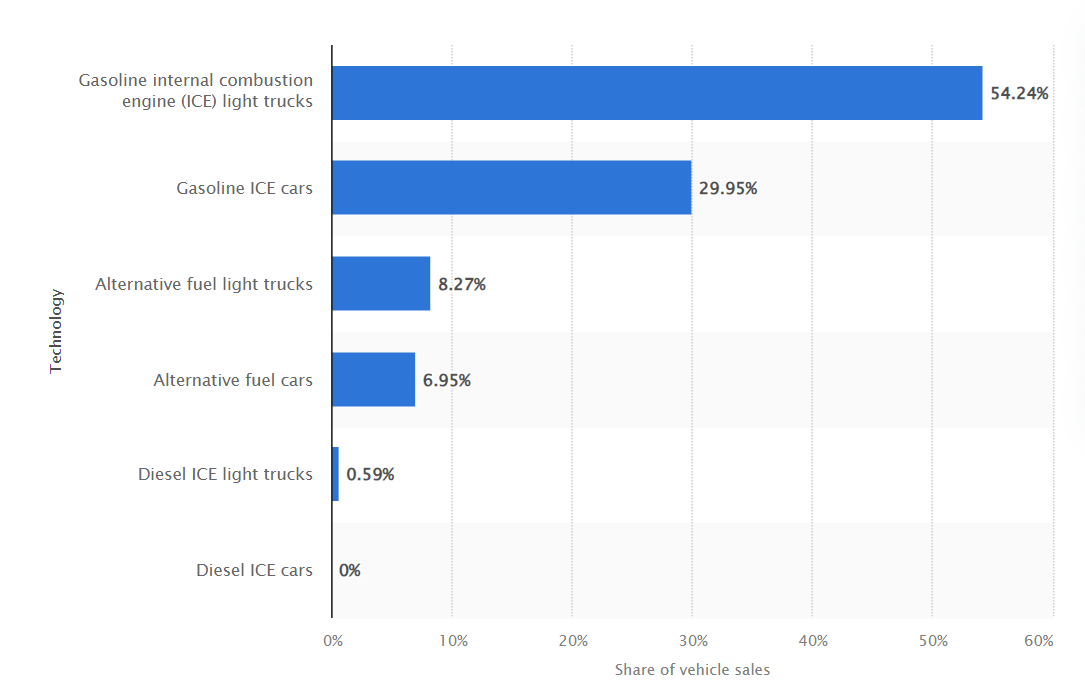 Gasoline internal combustion
engine (ICE) light trucks
54.24%
Gasoline ICE cars
29.95%
Alternative fuel light trucks
8.27%
Technology
Alternative fuel cars
6.95%
Diesel ICE light trucks
0.59%
Diesel ICE cars
0%
0% 10% 20% 30% 40% 50% 60%
Share of vehicle sales